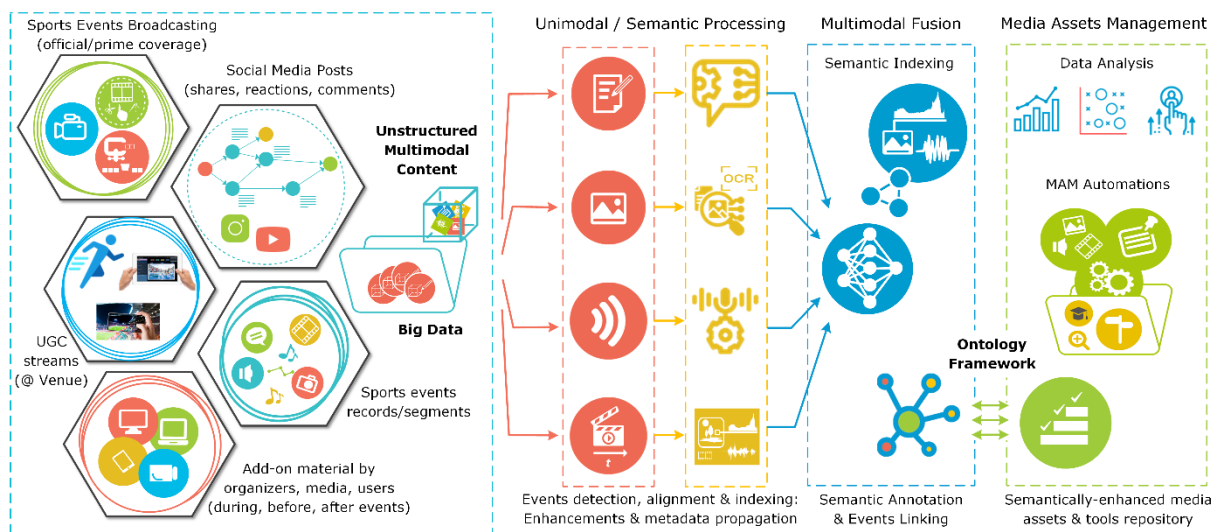 Sports Events Broadcasting
(official/prime coverage)
Social Media Posts
(shares, reactions, comments)
Unstructured
Multimodal
Content
Big Data
UGC
streams
(@ Venue)
Sports events
records/segments
Add-on material by
organizers, media, users
(during, before, after events)
Unimodal / Semantic Processing
OCR
t
Events detection, alignment & indexing:
Enhancements & metadata propagation
Multimodal Fusion
Semantic Indexing
Ontology
Framework
Semantic Annotation
& Events Linking
Media Assets Management
Data Analysis
MAM Automations
Semantically-enhanced media
assets & tools repository